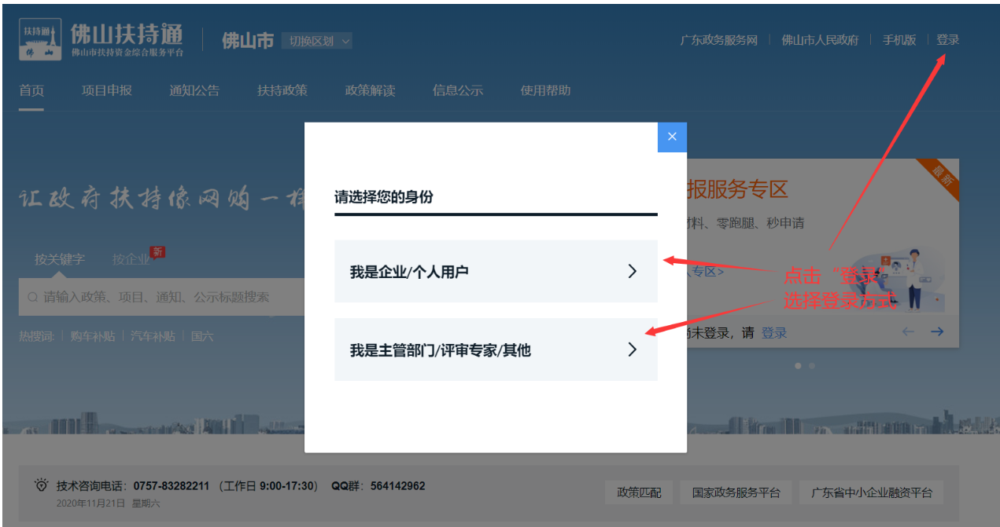 扶持通
佛山
佛山扶持通
佛山市扶持资金综合服务平台
佛山市 切换区划
广东政务服务网 佛山市人民政府 手机版 登录
首页 项目申报 通知公告 扶持政策 政策解读 信息公示 使用帮助
×
请选择您的身份
我是企业/个人用户
我是主管部门/评审专家/其他
让政府扶持像网购一样
按关键字 按企业 新
请输入政策、项目、通知、公示标题搜索
热搜词: 购车补贴 汽车补贴 国六
最新
报服务专区
材料、零跑腿、秒申请
专区>
点击“登录”
选择登录方式
尚未登录，请 登录
技术咨询电话：0757-83282211 （工作日 9:00-17:30） QQ群：564142962
2020年11月21日 星期六
政策匹配 国家政务服务平台 广东省中小企业融资平台